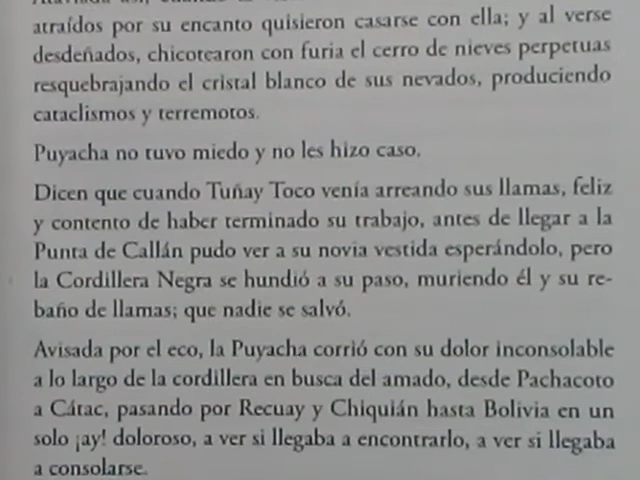 atraídos por su encanto quisieron casarse con ella; y al verse
desdeñados, chicotearon con furia el cerro de nieves perpetuas
resquebrajando el cristal blanco de sus nevados, produciendo
cataclismos y terremotos.
Puyacha no tuvo miedo y no les hizo caso.
Dicen que cuando Tuñay Toco venía arreando sus llamas, feliz
y contento de haber terminado su trabajo, antes de llegar a la
Punta de Callán pudo ver a su novia vestida esperándolo, pero
la Cordillera Negra se hundió a su paso, muriendo él y su re-
baño de llamas; que nadie se salvó.
Avisada por el eco, la Puyacha corrió con su dolor inconsolable
a lo largo de la cordillera en busca del amado, desde Pachacoto
a Cátac, pasando por Recuay y Chiquián hasta Bolivia en un
solo ¡ay! doloroso, a ver si llegaba a encontrarlo, a ver si llegaba
a consolarse.